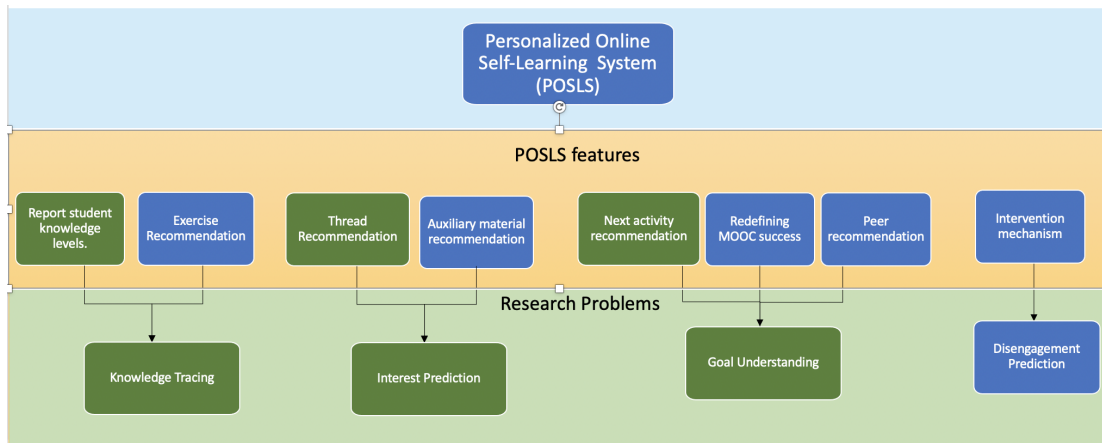 Personalized Online
Self-Learning System
(POSLS)
POSLS features
Report student
knowledge
levels.
Exercise
Recommendation
Thread
Recommendation
Auxiliary material
recommendation
Next activity
recommendation
Redefining
MOOC success
Peer
recommendation
Intervention
mechanism
Research Problems
Knowledge Tracing
Interest Prediction
Goal Understanding
Disengagement
Prediction